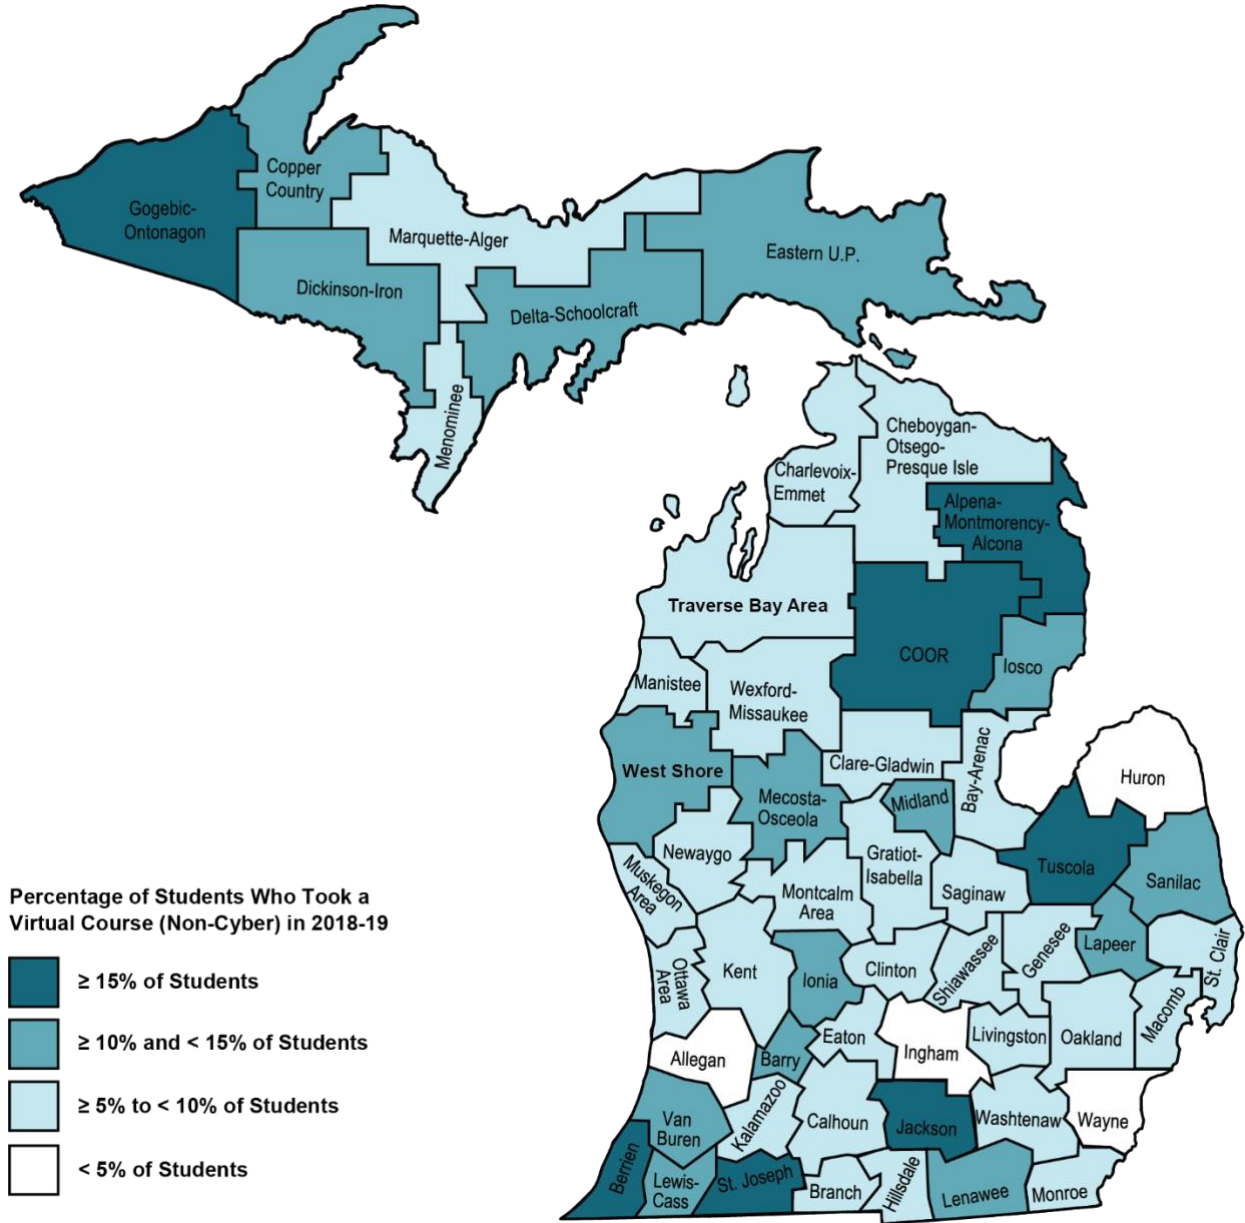 Copper
Country
Gogebic-
Ontonagon
Marquette-Alger
Eastern U.P.
Dickinson-Iron
Delta-Schoolcraft
Menominee
Cheboygan-
Otsego-
Presque Isle
Charlevoix-
Emmet
Alpena-
Montmorency-
Alcona
Traverse Bay Area
COOR
Iosco
Manistee
Wexford-
Missaukee
West Shore
Clare-Gladwin
Bay-Arenac
Huron
Mecosta-
Osceola
Midland
Newaygo
Gratiot-
Isabella
Tuscola
Sanilac
Muskegon
Area
Montcalm
Area
Saginaw
Ottawa
Area
Kent
Ionia
Clinton
Shiawassee
Genesee
Lapeer
St. Clair
Allegan
Barry
Eaton
Ingham
Livingston
Oakland
Macomb
Van
Buren
Kalamazoo
Calhoun
Jackson
Washtenaw
Wayne
Berrien
Lewis-
Cass
St. Joseph
Branch
Hillsdale
Lenawee
Monroe
Percentage of Students Who Took a
Virtual Course (Non-Cyber) in 2018-19
≥ 15% of Students
≥ 10% and < 15% of Students
≥ 5% to < 10% of Students
< 5% of Students